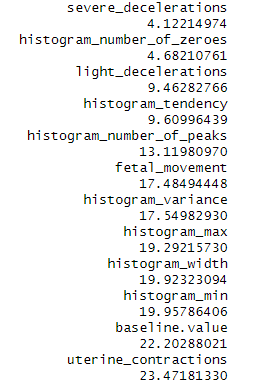 severe_decelerations
4.12214974
histogram_number_of_zeroes
4.68210761
light_decelerations
9.46282766
histogram_tendency
9.60996439
histogram_number_of_peaks
13.11980970
fetal_movement
17.48494448
histogram_variance
17.54982930
histogram_max
19.29215730
histogram_width
19.92323094
histogram_min
19.95786406
baseline.value
22.20288021
uterine_contractions
23.47181330